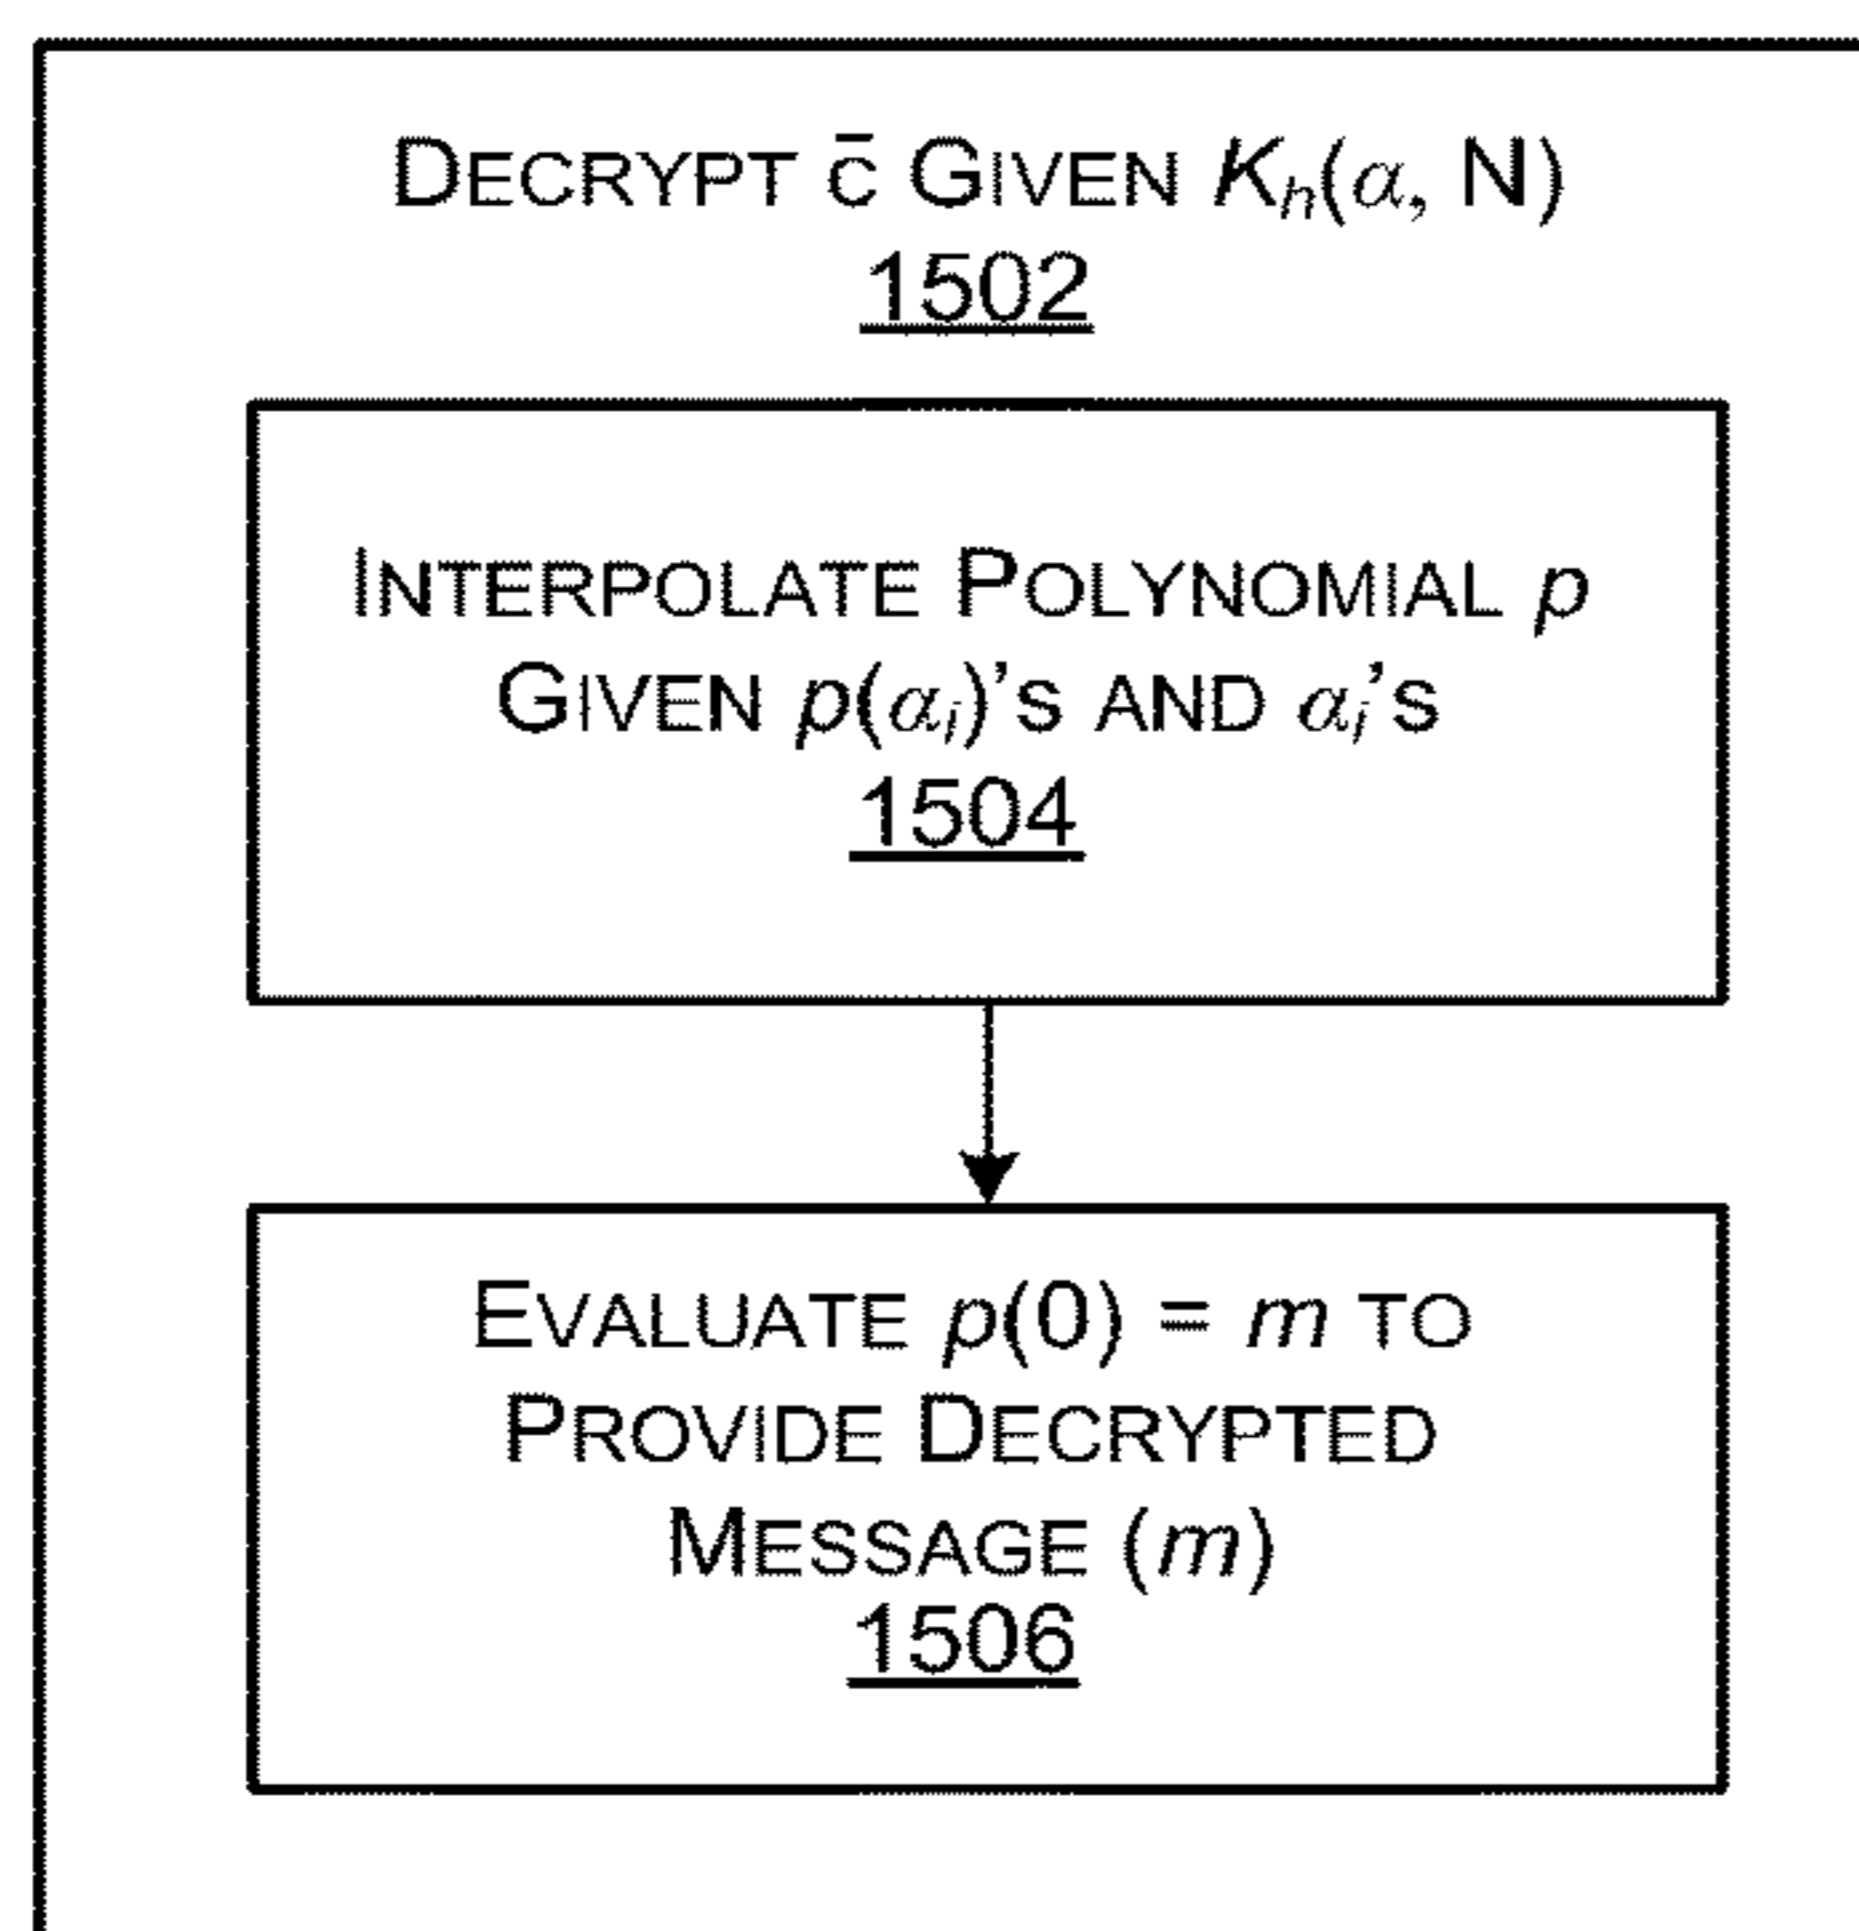 DECRYPT c̄ GIVEN Kₕ(α, N)
1502
INTERPOLATE POLYNOMIAL p
GIVEN p(αᵢ)'S AND αᵢ'S
1504
EVALUATE p(0) = m TO
PROVIDE DECRYPTED
MESSAGE (m)
1506